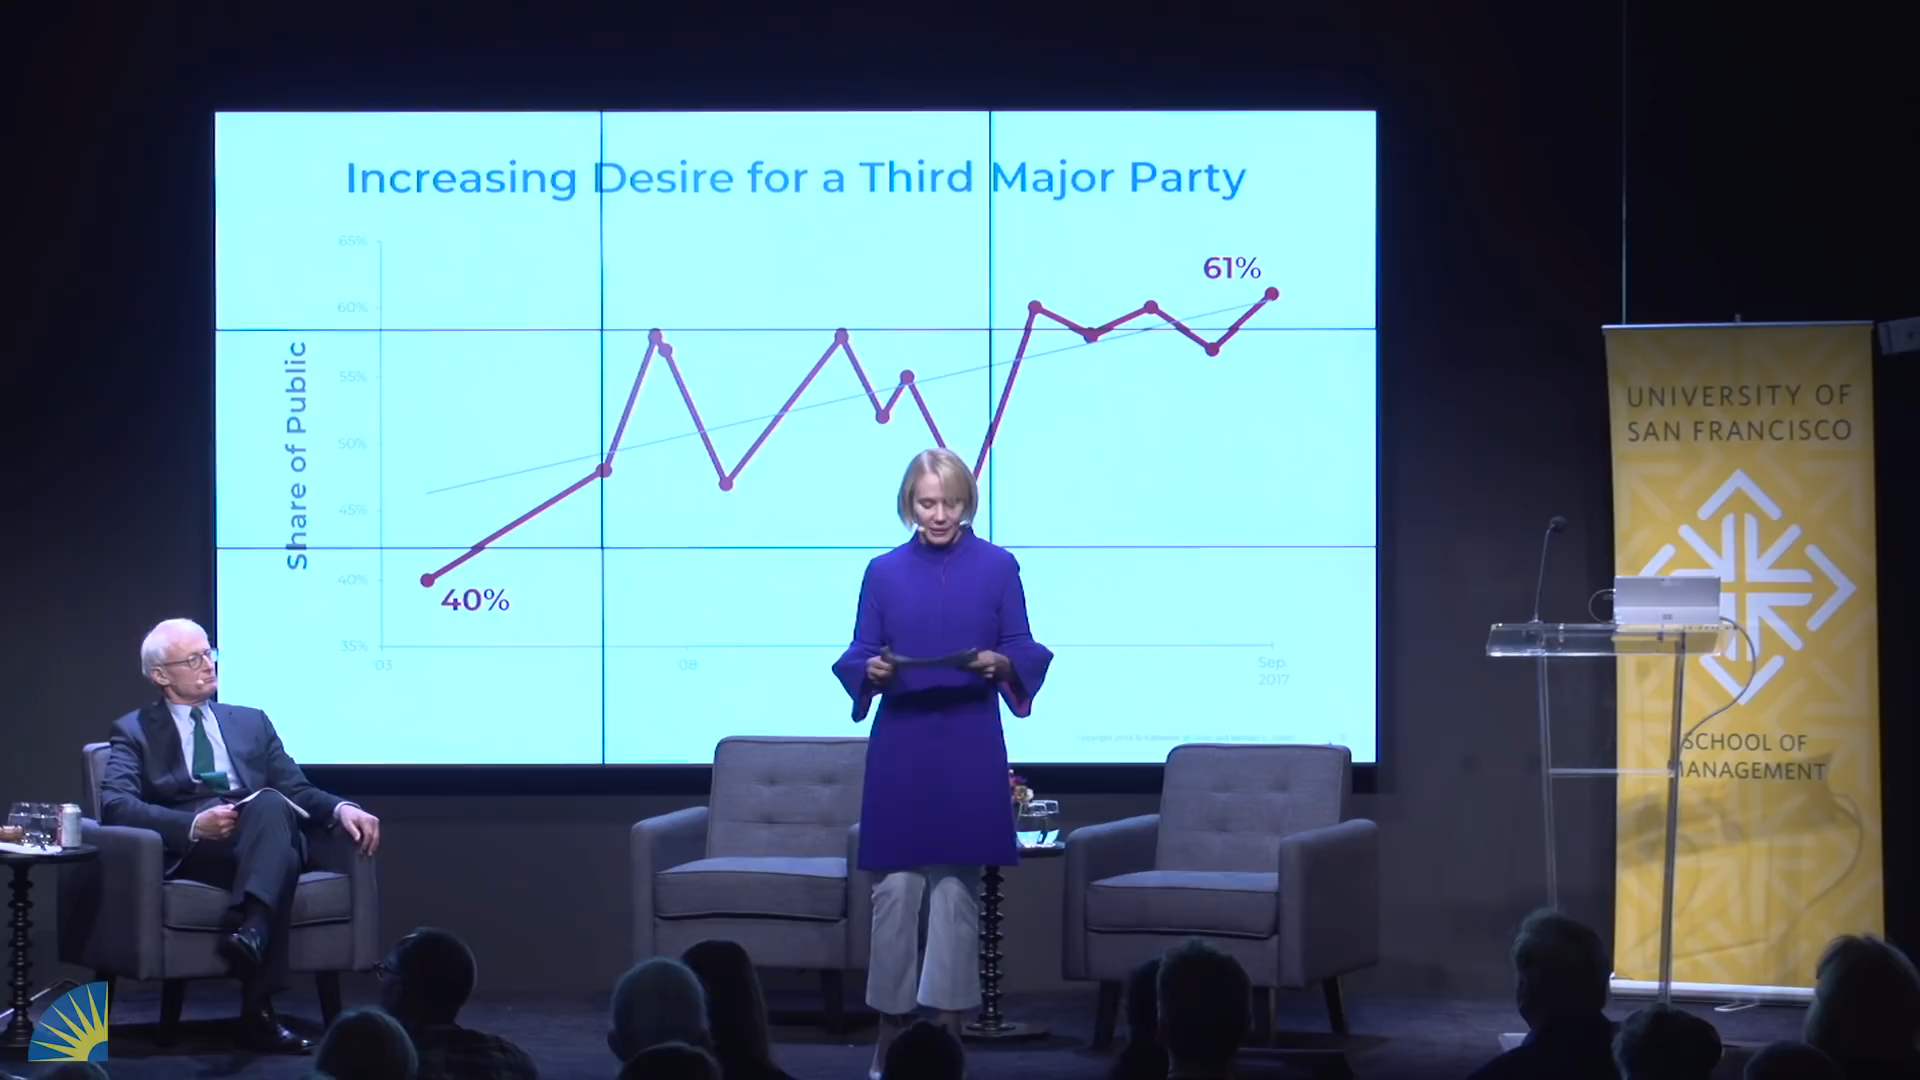 Increasing Desire for a Third Major Party
65%
61%
60%
55%
50%
45%
40%
40%
35%
Share of Public
03
08
Sep.
2017
UNIVERSITY OF
SAN FRANCISCO
SCHOOL OF
MANAGEMENT